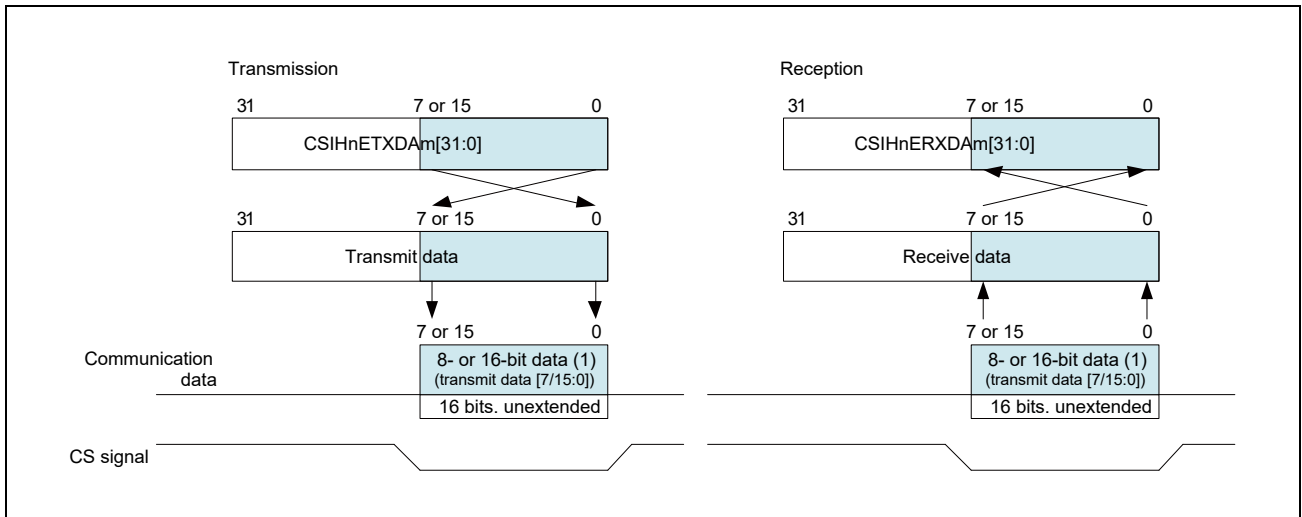 Transmission
31 7 or 15 0
CSIHnETXDAm[31:0]
31 7 or 15 0
Transmit data
7 or 15 0
8- or 16-bit data (1)
(transmit data [7/15:0])
16 bits. unextended
Reception
31 7 or 15 0
CSIHnERXDAm[31:0]
31 7 or 15 0
Receive data
7 or 15 0
8- or 16-bit data (1)
(transmit data [7/15:0])
16 bits. unextended
Communication
data
CS signal